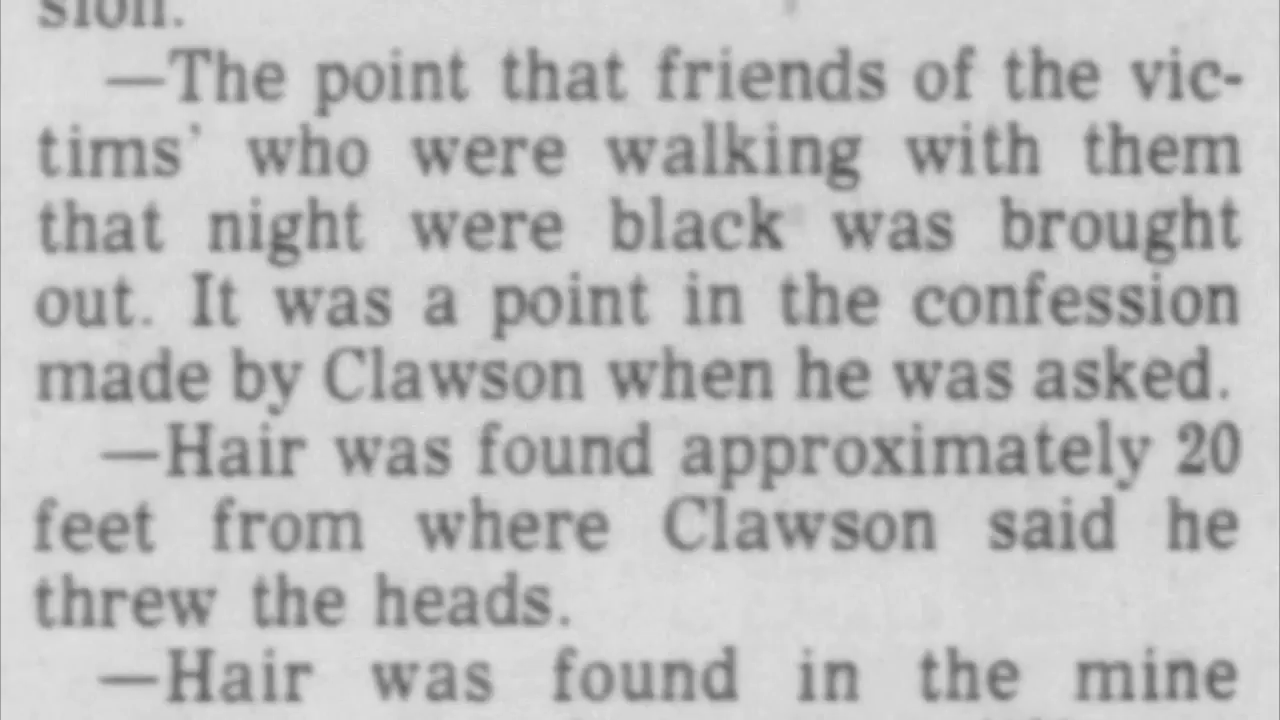 sion.
—The point that friends of the vic-
tims' who were walking with them
that night were black was brought
out. It was a point in the confession
made by Clawson when he was asked.
—Hair was found approximately 20
feet from where Clawson said he
threw the heads.
—Hair was found in the mine